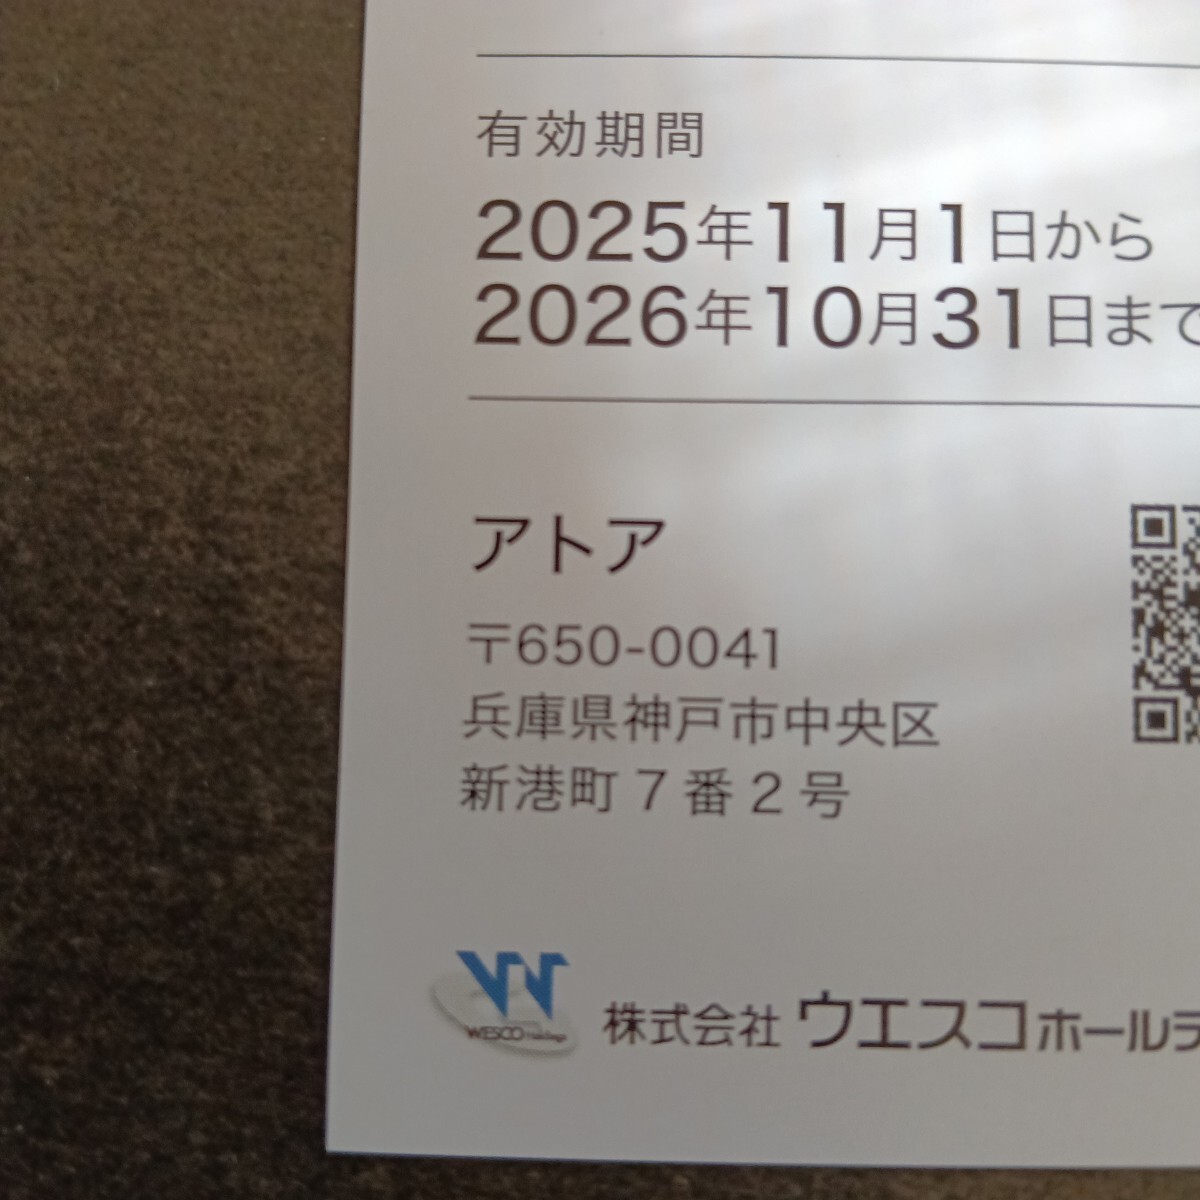 有効期間
2025年11月1日から
2026年10月31日まで
アトア
〒650-0041
兵庫県神戸市中央区
新港町7番2号
WESCO Holdings
株式会社 ウエスコホールデ